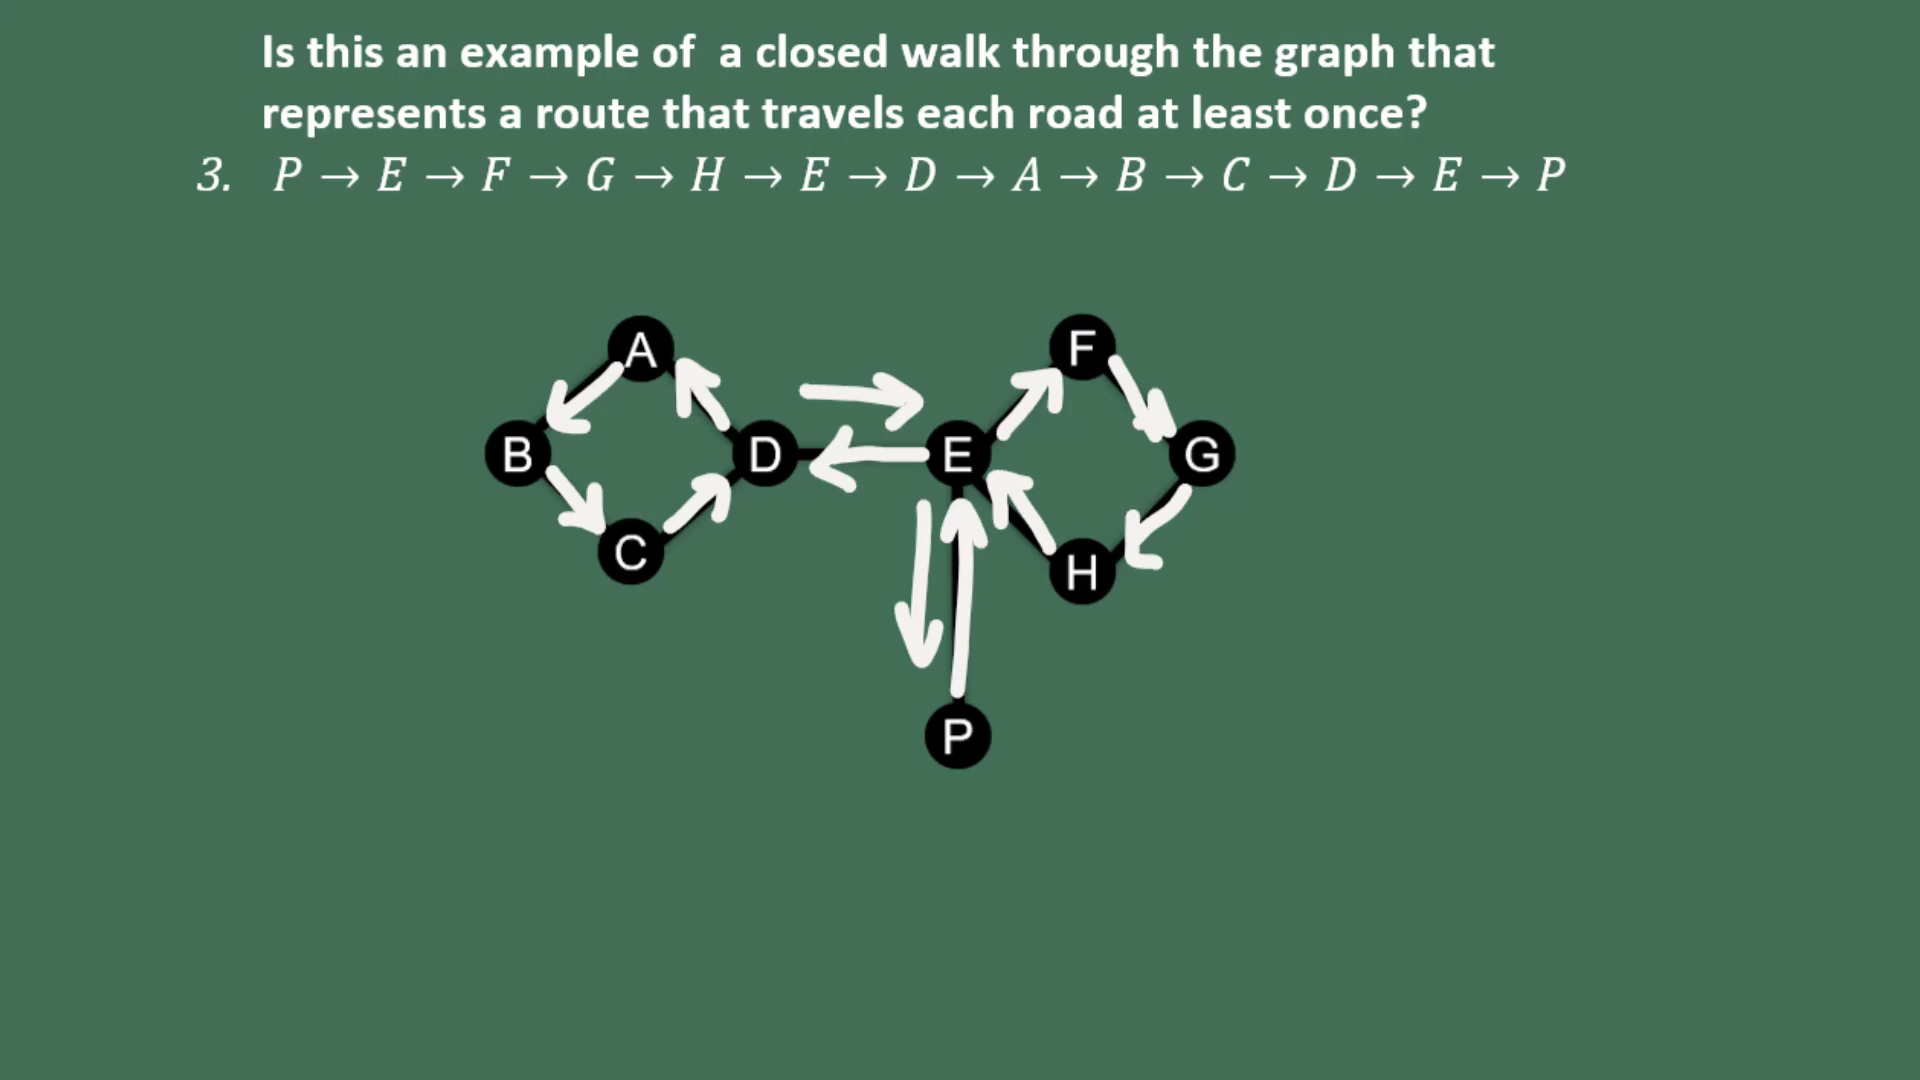 Is this an example of a closed walk through the graph that
represents a route that travels each road at least once?
3. P → E → F → G → H → E → D → A → B → C → D → E → P
A
F
B
D
E
G
C
H
P